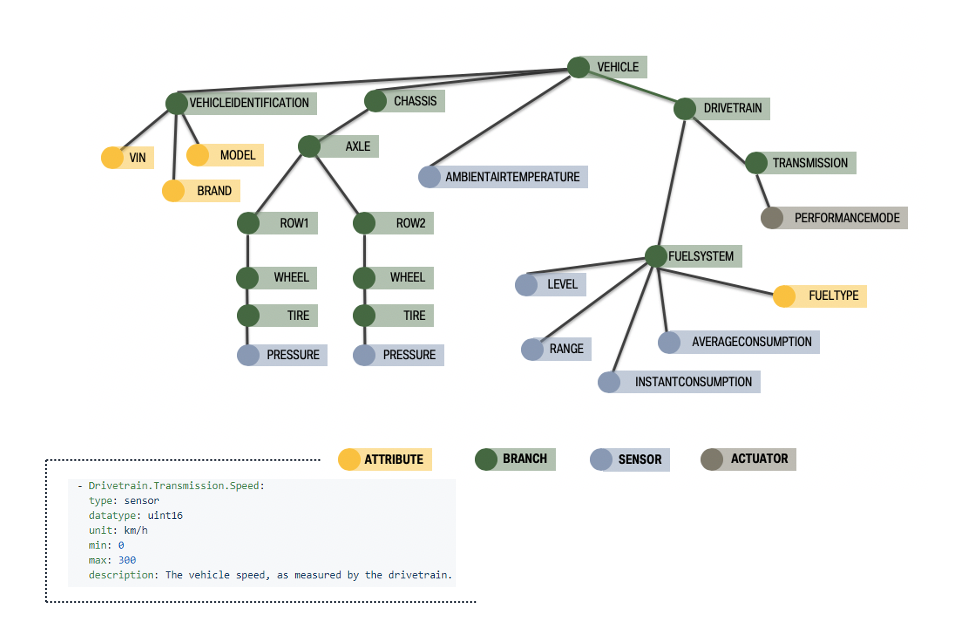 VEHICLE
VEHICLEIDENTIFICATION
CHASSIS
DRIVETRAIN
VIN
MODEL
BRAND
AXLE
AMBIENTAIRTEMPERATURE
TRANSMISSION
PERFORMANCEMODE
ROW1
ROW2
WHEEL
WHEEL
TIRE
TIRE
PRESSURE
PRESSURE
FUELSYSTEM
LEVEL
FUELTYPE
RANGE
AVERAGECONSUMPTION
INSTANTCONSUMPTION
ATTRIBUTE
BRANCH
SENSOR
ACTUATOR
- Drivetrain.Transmission.Speed:
type: sensor
datatype: uint16
unit: km/h
min: 0
max: 300
description: The vehicle speed, as measured by the drivetrain.